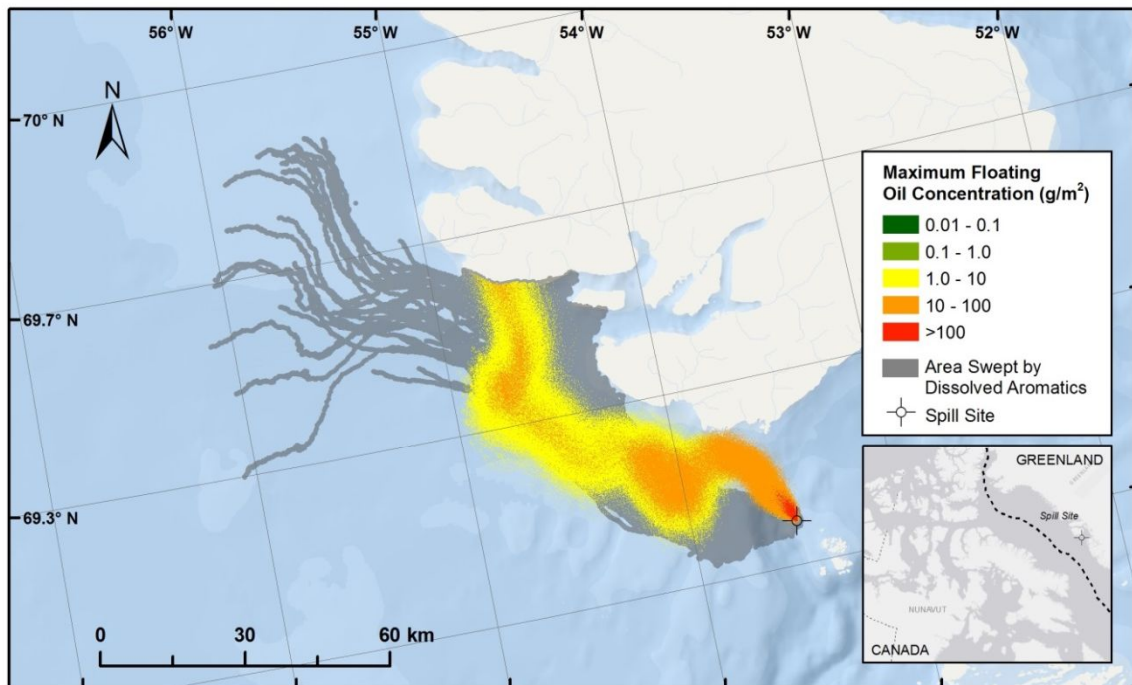 56° W
55° W
54° W
53° W
52° W
N
70° N
69.7° N
69.3° N
Maximum Floating
Oil Concentration (g/m²)
0.01 - 0.1
0.1 - 1.0
1.0 - 10
10 - 100
>100
Area Swept by
Dissolved Aromatics
Spill Site
GREENLAND
Spill Site
NUNAVUT
CANADA
0
30
60 km